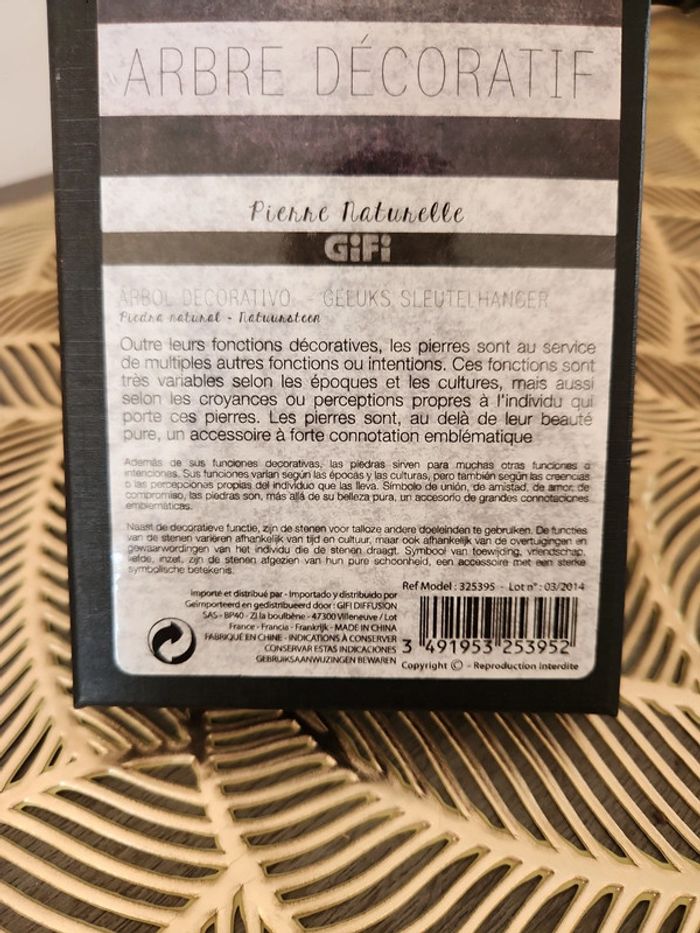 ARBRE DÉCORATIF
Pierre Naturelle
GiFi
ARBOL DECORATIVO - GELUKS SLEUTELHANGER
Piedra natural - Natuursteen
Outre leurs fonctions décoratives, les pierres sont au service
de multiples autres fonctions ou intentions. Ces fonctions sont
très variables selon les époques et les cultures, mais aussi
selon les croyances ou perceptions propres à l'individu qui
porte ces pierres. Les pierres sont, au delà de leur beauté
pure, un accessoire à forte connotation emblématique
Además de sus funciones decorativas, las piedras sirven para muchas otras funciones o
intenciones. Sus funciones varían según las épocas y las culturas, pero también según las creencias
o las percepciones propias del individuo que las lleva. Símbolo de unión, de amistad, de amor, de
compromiso, las piedras son, más allá de su belleza pura, un accesorio de grandes connotaciones
emblemáticas.
Naast de decoratieve functie, zijn de stenen voor talloze andere doeleinden te gebruiken. De functies
van de stenen variëren afhankelijk van tijd en cultuur, maar ook afhankelijk van de overtuigingen en
gewaarwordingen van het individu die de stenen draagt. Symbool van toewijding, vriendschap,
liefde, inzet, zijn de stenen afgezien van hun pure schoonheid, een accessoire met een sterke
symbolische betekenis.
Ref Model : 325395 - Lot n° : 03/2014
Importé et distribué par - Importado y distribuido por
Geïmporteerd en gedistribueerd door : GIFI DIFFUSION
SAS - BP40 - ZI la boulbène - 47300 Villeneuve / Lot
France - Francia - Frankrijk - MADE IN CHINA
FABRIQUÉ EN CHINE - INDICATIONS À CONSERVER
CONSERVAR ESTAS INDICACIONES
GEBRUIKSAANWIJZINGEN BEWAREN
3 491953 253952
Copyright © - Reproduction interdite